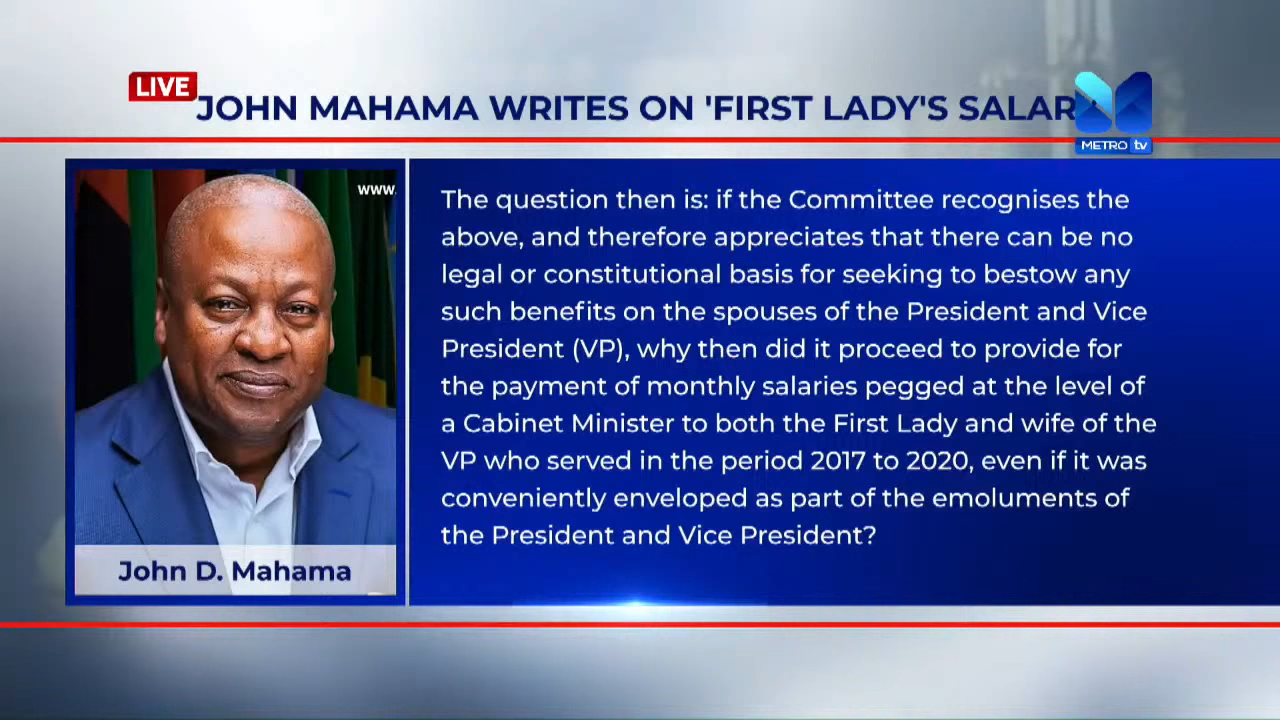 LIVE
JOHN MAHAMA WRITES ON 'FIRST LADY'S SALAR
METRO tv
www.
The question then is: if the Committee recognises the
above, and therefore appreciates that there can be no
legal or constitutional basis for seeking to bestow any
such benefits on the spouses of the President and Vice
President (VP), why then did it proceed to provide for
the payment of monthly salaries pegged at the level of
a Cabinet Minister to both the First Lady and wife of the
VP who served in the period 2017 to 2020, even if it was
conveniently enveloped as part of the emoluments of
the President and Vice President?
John D. Mahama